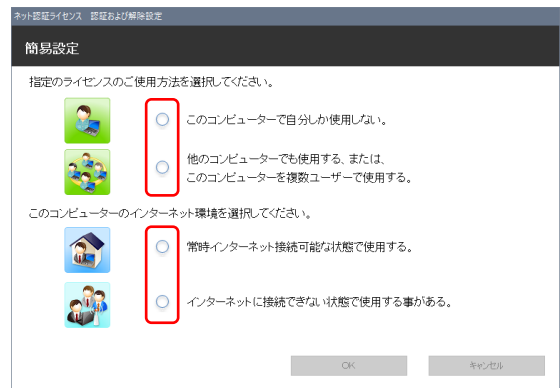 ネット認証ライセンス 認証および解除設定
簡易設定
指定のライセンスのご使用方法を選択してください。
このコンピューターで自分しか使用しない。
他のコンピューターでも使用する、または、
このコンピューターを複数ユーザーで使用する。
このコンピューターのインターネット環境を選択してください。
常時インターネット接続可能な状態で使用する。
インターネットに接続できない状態で使用する事がある。
OK
キャンセル